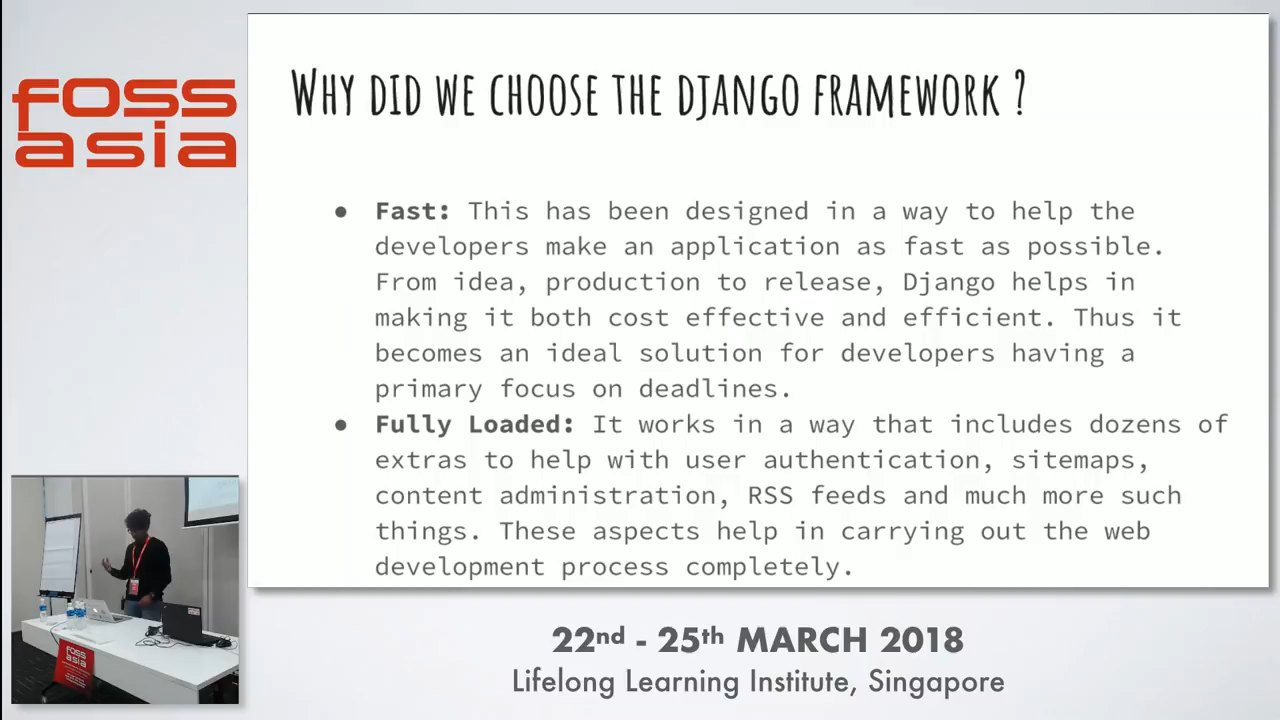 foss
asia
WHY DID WE CHOOSE THE DJANGO FRAMEWORK ?
● Fast: This has been designed in a way to help the
developers make an application as fast as possible.
From idea, production to release, Django helps in
making it both cost effective and efficient. Thus it
becomes an ideal solution for developers having a
primary focus on deadlines.
● Fully Loaded: It works in a way that includes dozens of
extras to help with user authentication, sitemaps,
content administration, RSS feeds and much more such
things. These aspects help in carrying out the web
development process completely.
foss
asia
22nd - 25th MARCH 2018
Lifelong Learning Institute, Singapore